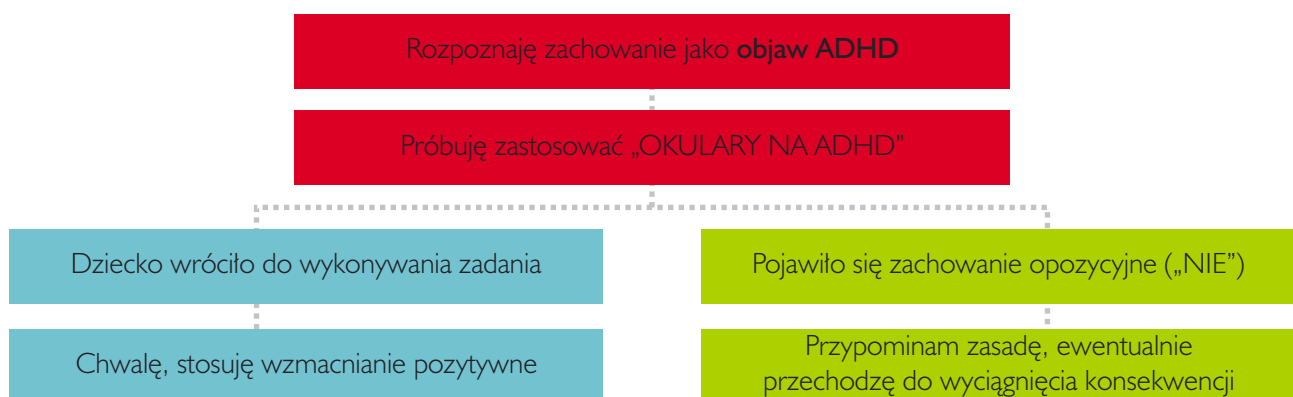 Rozpoznaję zachowanie jako objaw ADHD
Próbuję zastosować „OKULARY NA ADHD”
Dziecko wróciło do wykonywania zadania
Pojawiło się zachowanie opozycyjne („NIE”)
Chwalę, stosuję wzmacnianie pozytywne
Przypominam zasadę, ewentualnie
przechodzę do wyciągnięcia konsekwencji